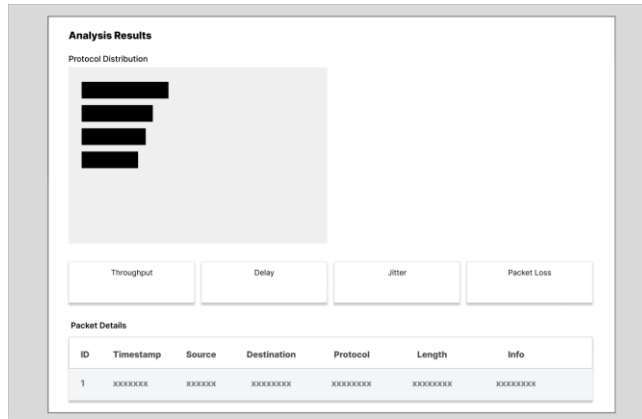 Analysis Results
Protocol Distribution
Throughput Delay Jitter Packet Loss
Packet Details
ID Timestamp Source Destination Protocol Length Info
1 xxxxxxx xxxxxx xxxxxxxx xxxxxxxx xxxxxxxx xxxxxxxx